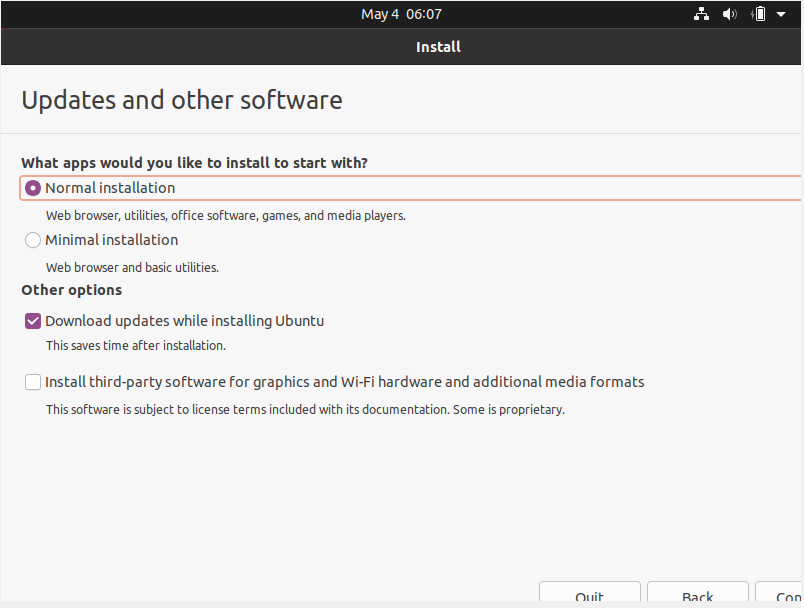 May 4 06:07
Install
Updates and other software
What apps would you like to install to start with?
Normal installation
Web browser, utilities, office software, games, and media players.
Minimal installation
Web browser and basic utilities.
Other options
Download updates while installing Ubuntu
This saves time after installation.
Install third-party software for graphics and Wi-Fi hardware and additional media formats
This software is subject to license terms included with its documentation. Some is proprietary.
Quit Back